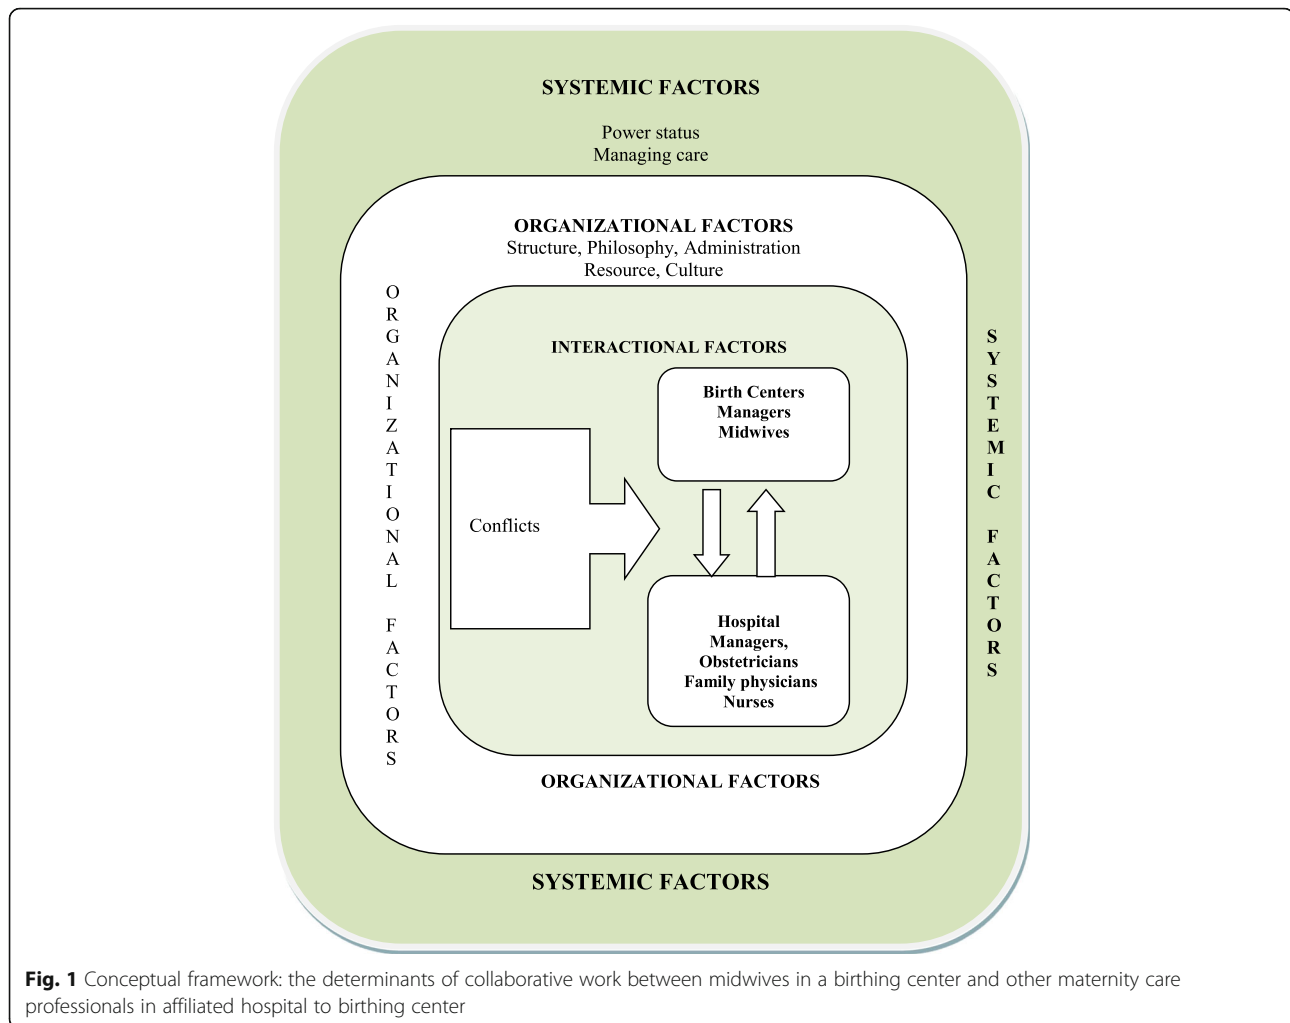 SYSTEMIC FACTORS
Power status
Managing care
ORGANIZATIONAL FACTORS
Structure, Philosophy, Administration
Resource, Culture
ORGANIZATIONAL FACTORS
INTERACTIONAL FACTORS
Birth Centers
Managers
Midwives
Conflicts
Hospital
Managers,
Obstetricians
Family physicians
Nurses
SYSTEMIC FACTORS
ORGANIZATIONAL FACTORS
SYSTEMIC FACTORS
Fig. 1 Conceptual framework: the determinants of collaborative work between midwives in a birthing center and other maternity care
professionals in affiliated hospital to birthing center